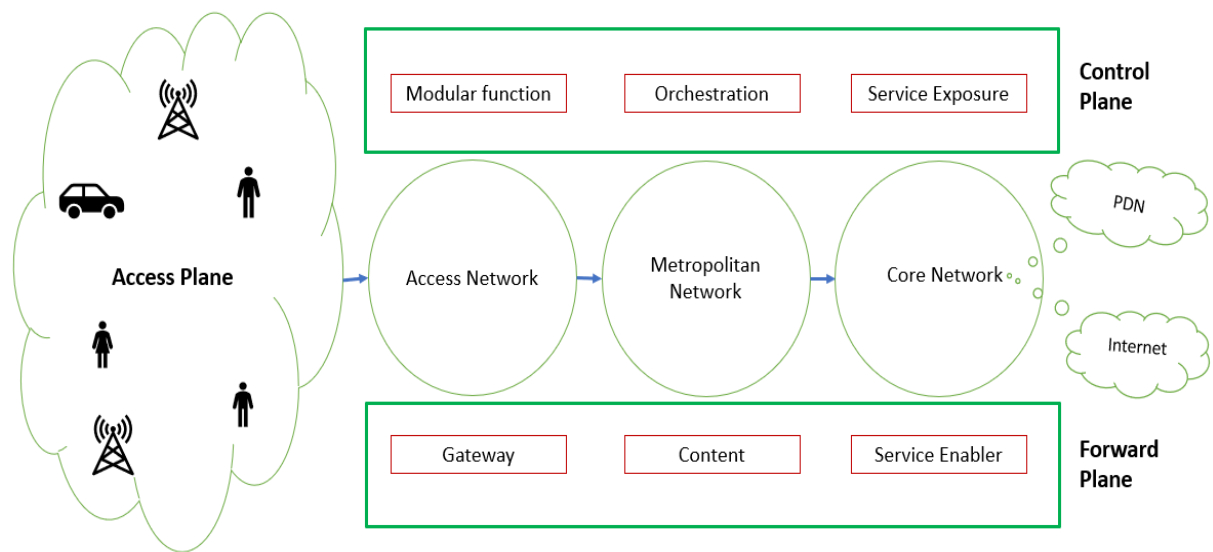 Control
Plane
Modular function
Orchestration
Service Exposure
PDN
Access Plane
Access Network
Metropolitan
Network
Core Network
Internet
Gateway
Content
Service Enabler
Forward
Plane